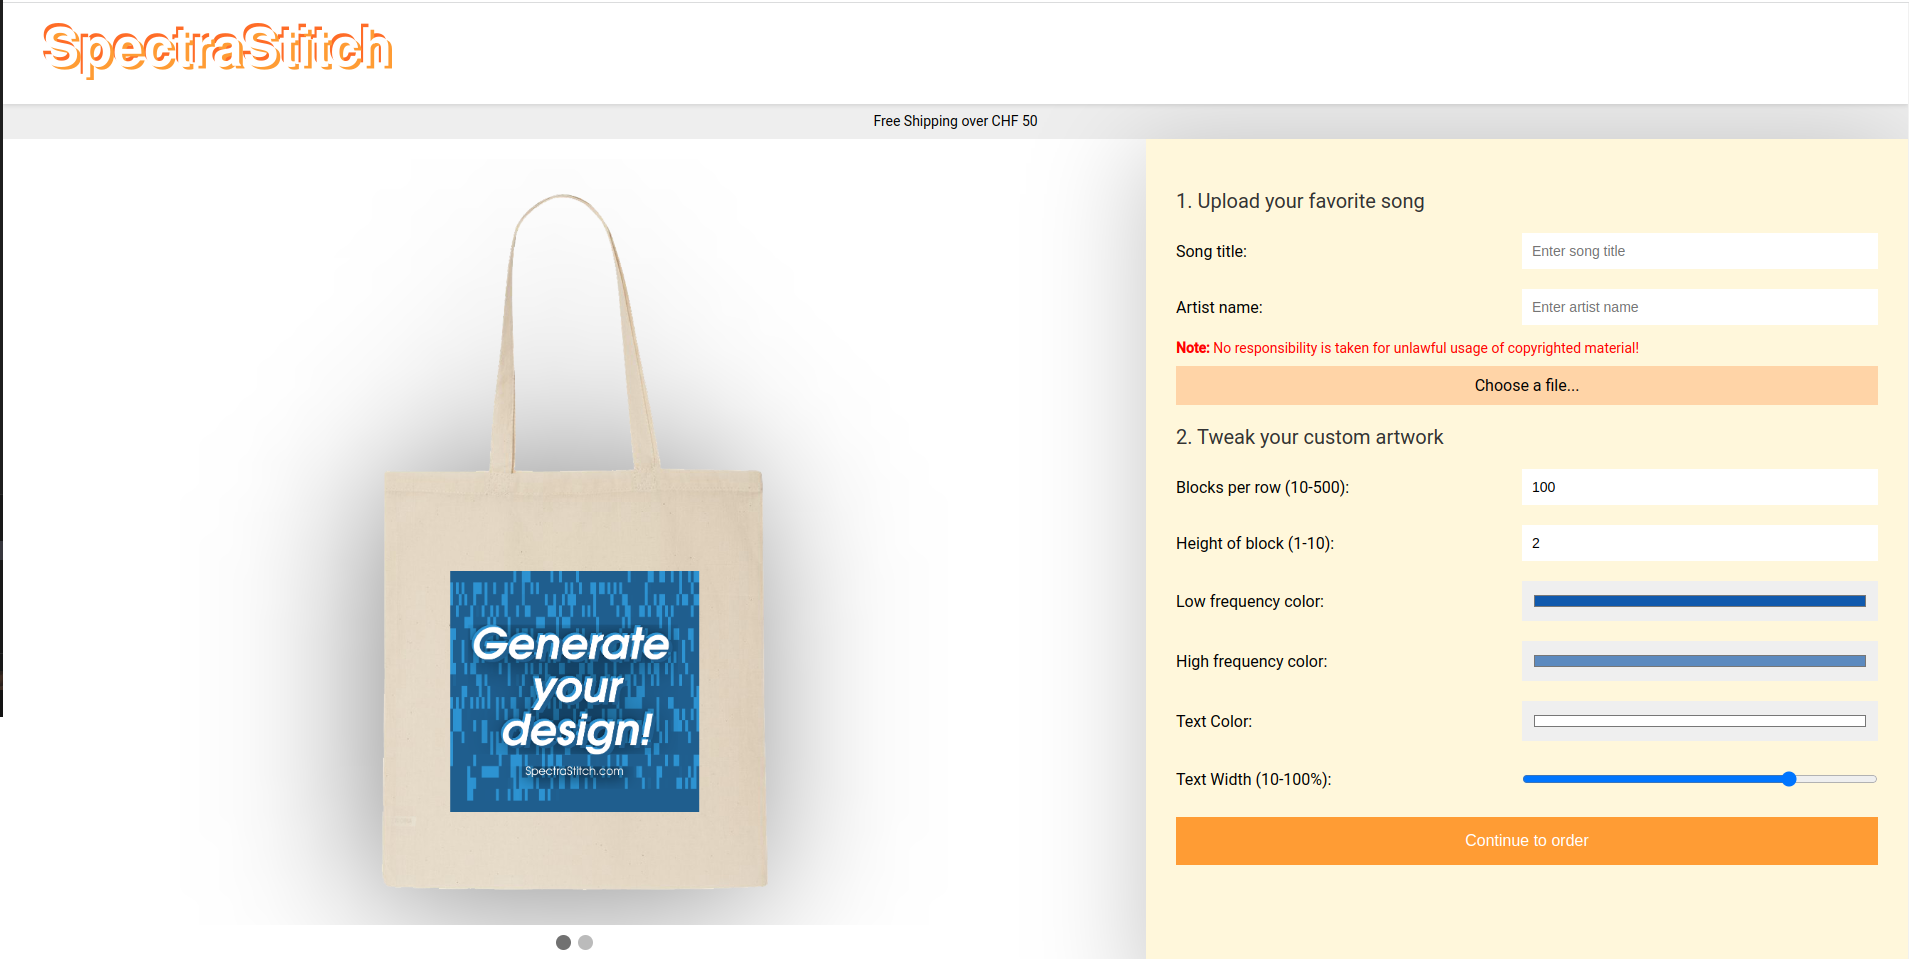 SpectraStitch
Free Shipping over CHF 50
Generate
your
design!
SpectraStitch.com
1. Upload your favorite song
Song title:
Enter song title
Artist name:
Enter artist name
Note: No responsibility is taken for unlawful usage of copyrighted material!
Choose a file...
2. Tweak your custom artwork
Blocks per row (10-500):
100
Height of block (1-10):
2
Low frequency color:
High frequency color:
Text Color:
Text Width (10-100%):
Continue to order